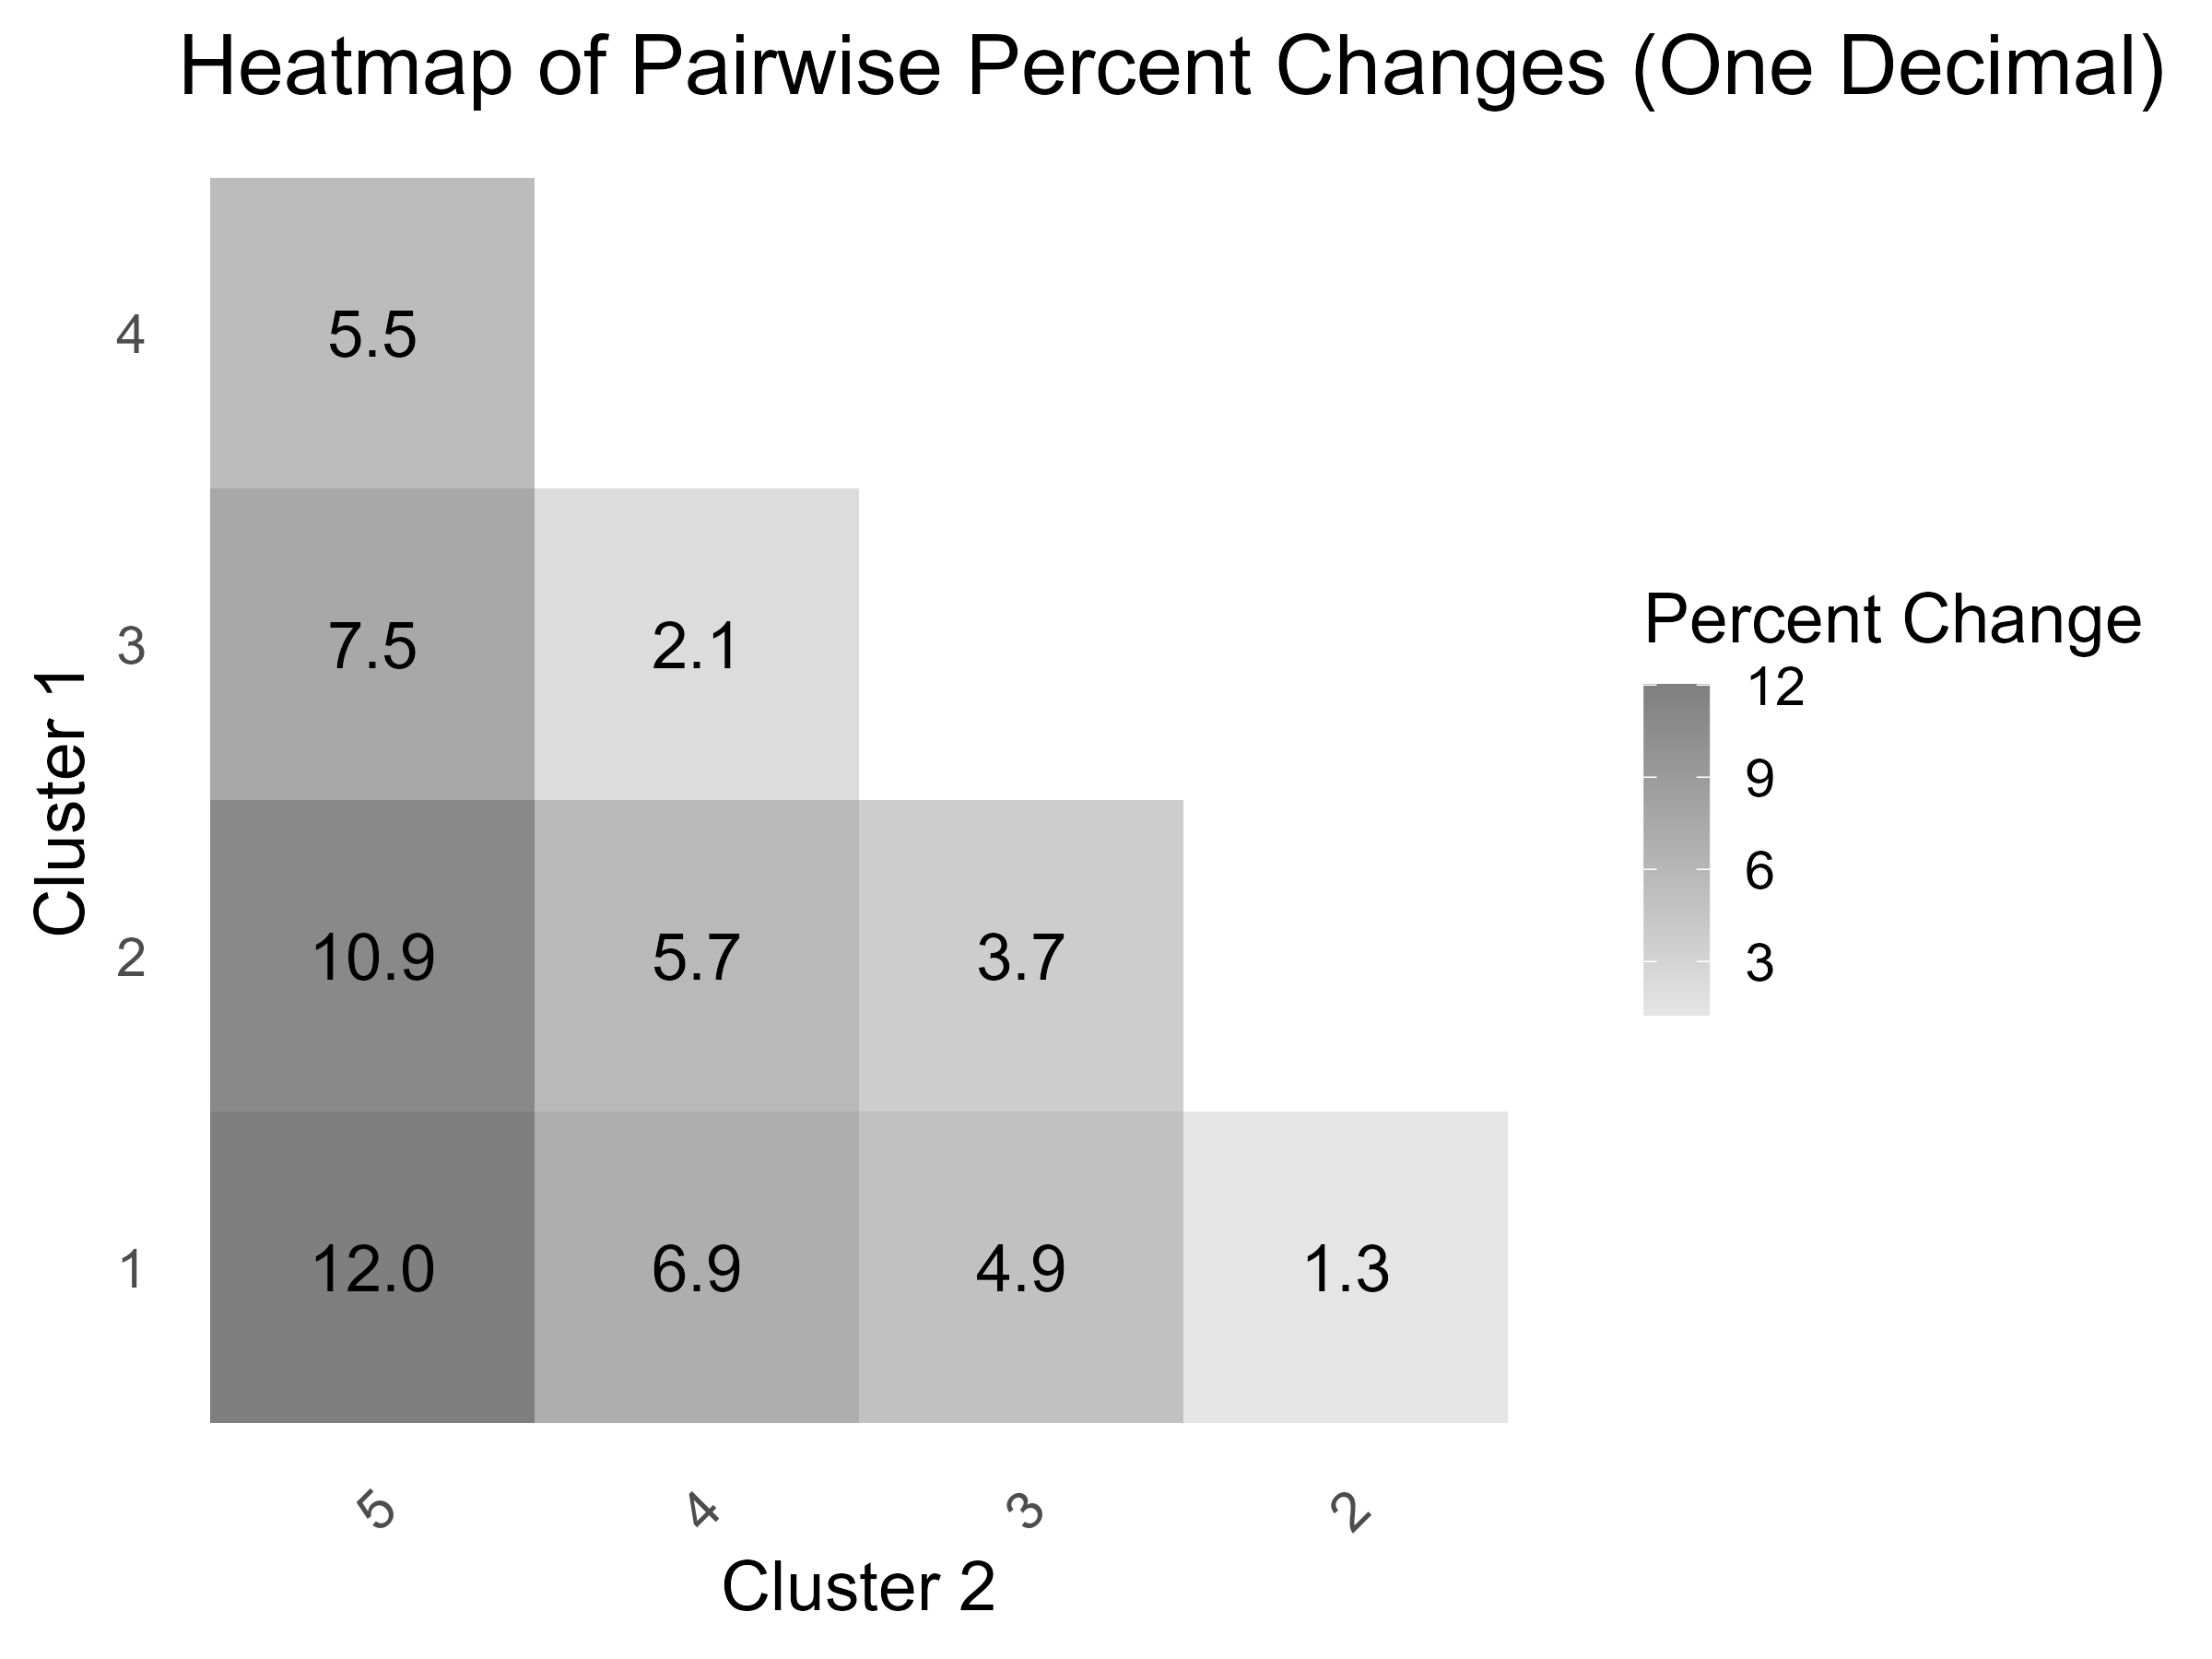 Heatmap of Pairwise Percent Changes (One Decimal)
4
5.5
3
7.5 2.1
2
10.9 5.7 3.7
1
12.0 6.9 4.9 1.3
5 4 3 2
Cluster 1
Cluster 2
Percent Change
12
9
6
3